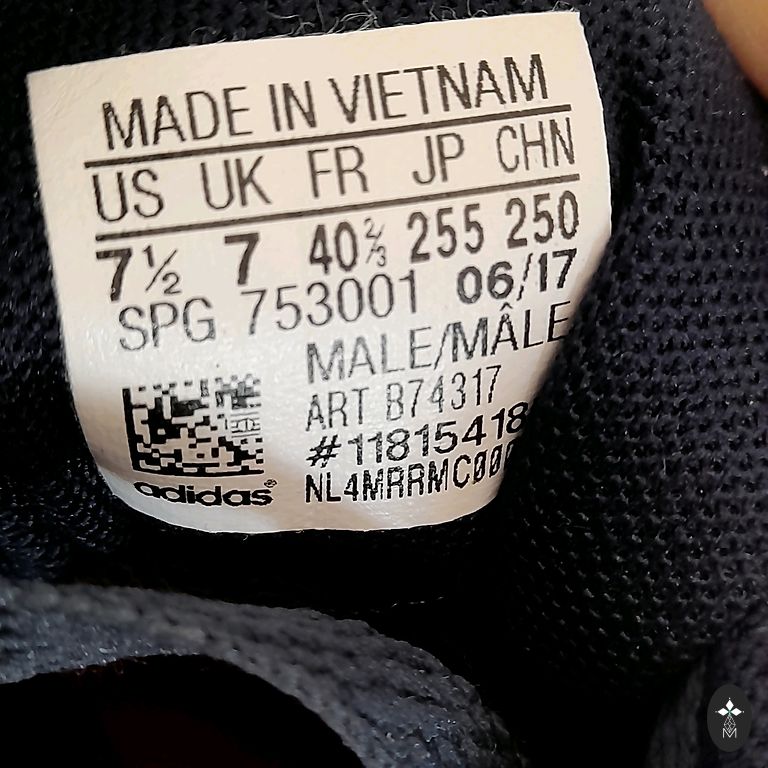 MADE IN VIETNAM
US UK FR JP CHN
7½ 7 40⅔ 255 250
SPG 753001 06/17
MALE/MÂLE
ART B74317
#11815418
adidas®
M